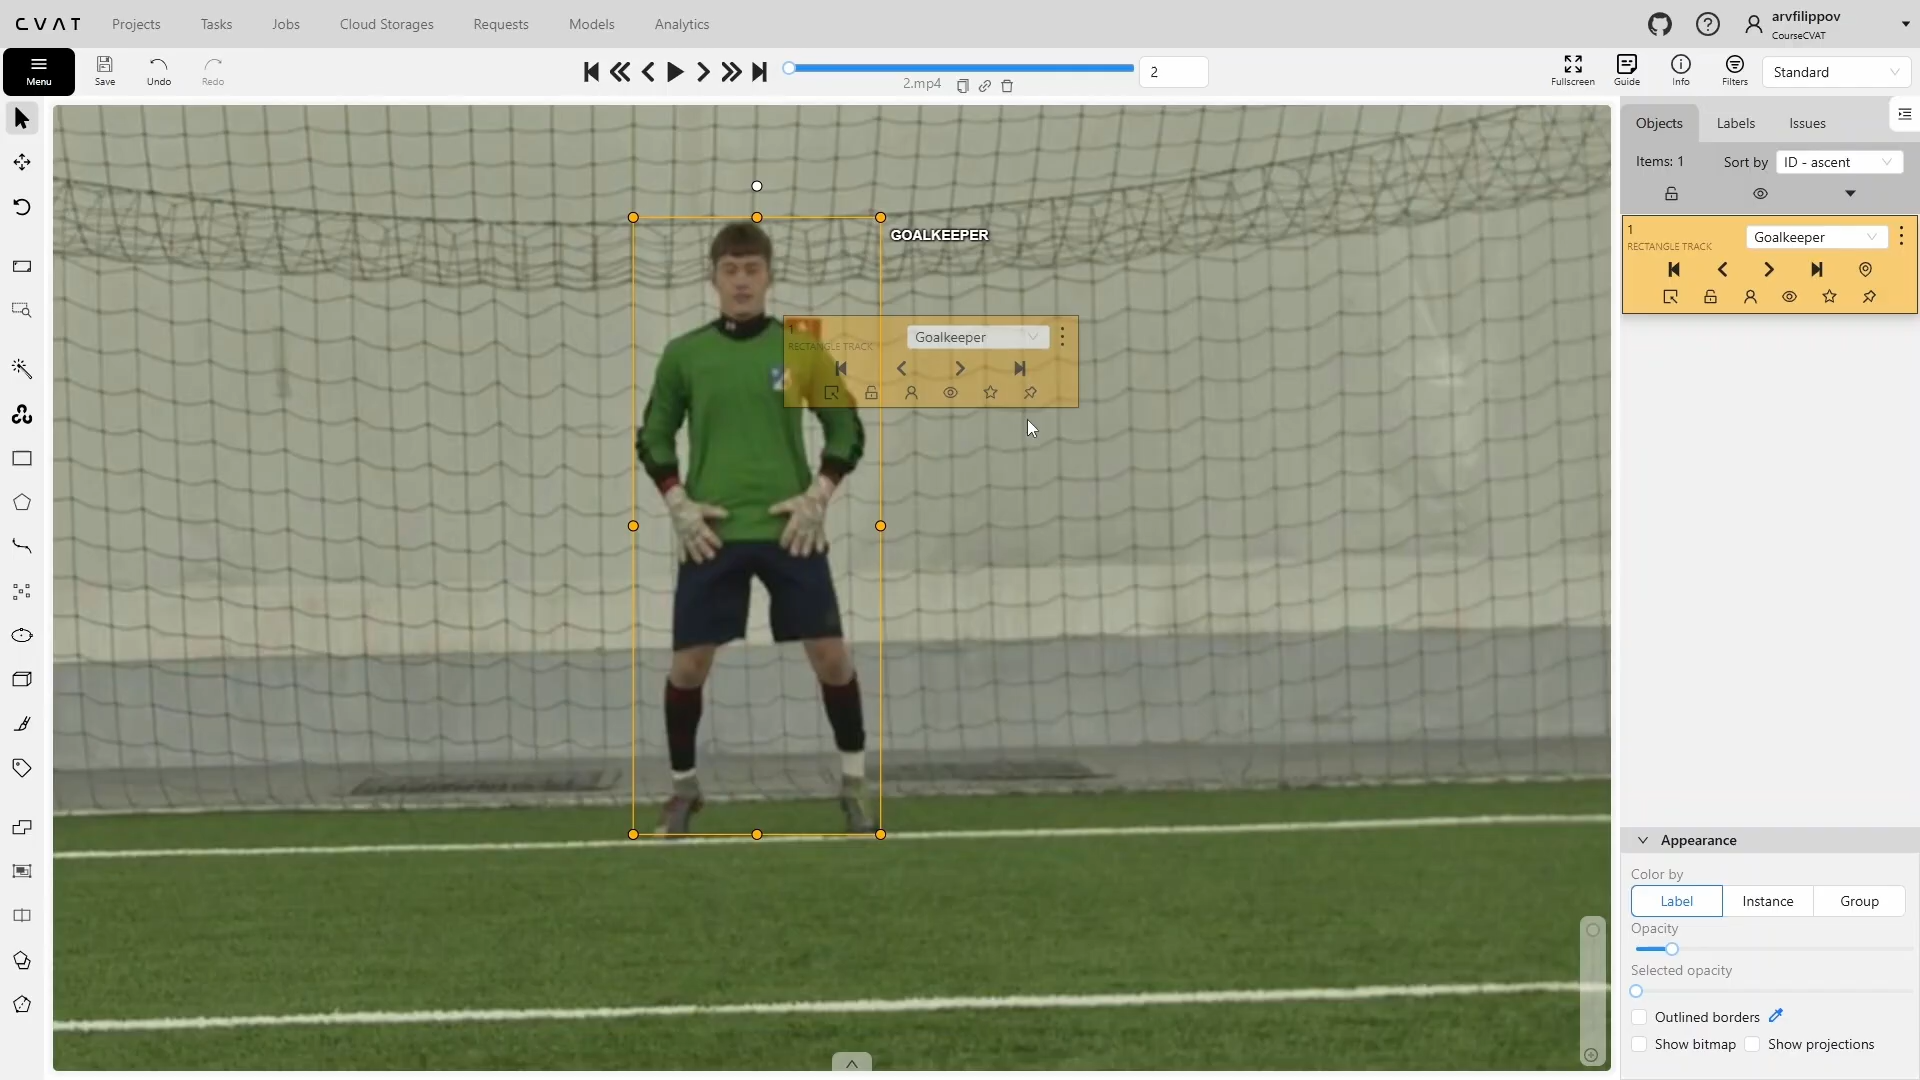 CVAT
Projects
Tasks
Jobs
Cloud Storages
Requests
Models
Analytics
arvfilippov
CourseCVAT
Menu
Save
Undo
Redo
2.mp4
2
Fullscreen
Guide
Info
Filters
Standard
Objects
Labels
Issues
Items: 1
Sort by
ID - ascent
1
RECTANGLE TRACK
Goalkeeper
GOALKEEPER
1
RECTANGLE TRACK
Goalkeeper
Appearance
Color by
Label
Instance
Group
Opacity
Selected opacity
Outlined borders
Show bitmap
Show projections